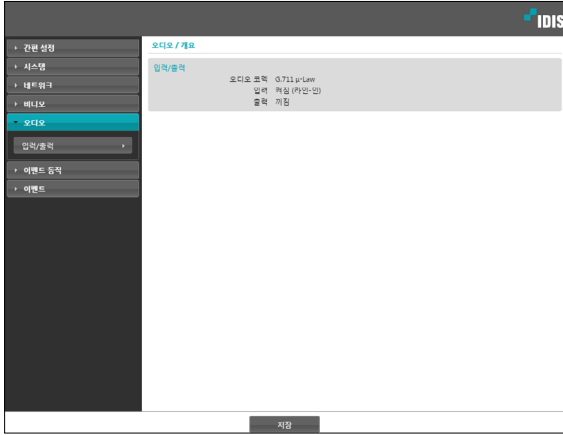 IDIS
간편 설정
시스템
네트워크
비디오
오디오
입력/출력
이벤트 동작
이벤트
오디오 / 개요
입력/출력
오디오 코덱 G.711 μ-Law
입력 켜짐 (라인-인)
출력 꺼짐
저장